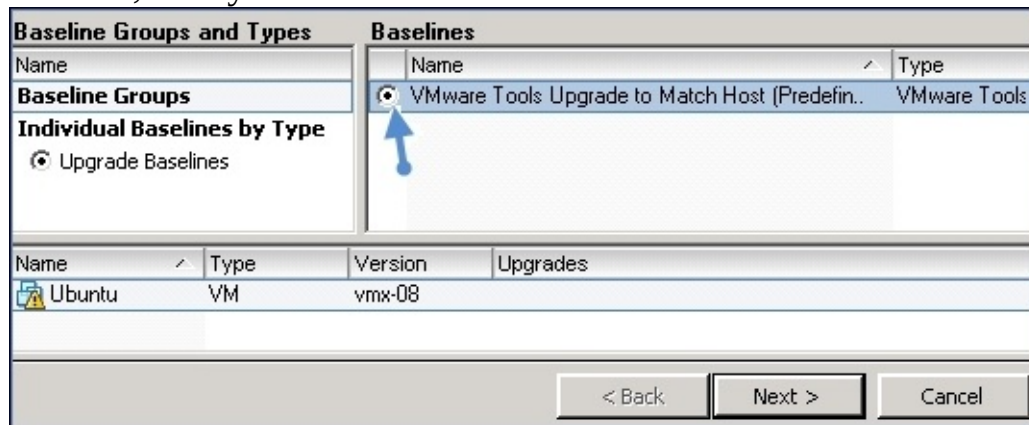 Baseline Groups and Types
Baselines
Name
Name
Type
Baseline Groups
VMware Tools Upgrade to Match Host (Predefin..
VMware Tools
Individual Baselines by Type
Upgrade Baselines
Name
Type
Version
Upgrades
Ubuntu
VM
vmx-08
< Back
Next >
Cancel